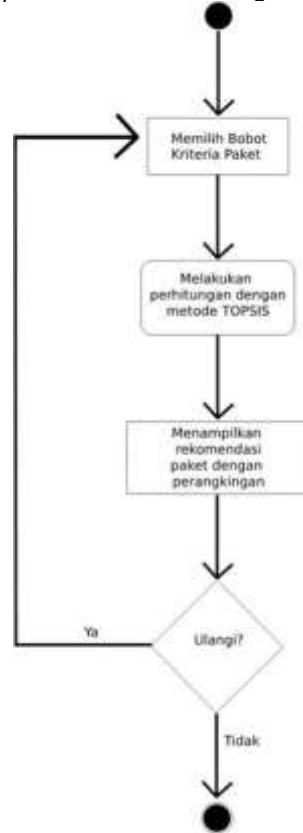 Memilih Bobot
Kriteria Paket
Melakukan
perhitungan dengan
metode TOPSIS
Menampilkan
rekomendasi
paket dengan
perangkingan
Ulangi?
Ya
Tidak